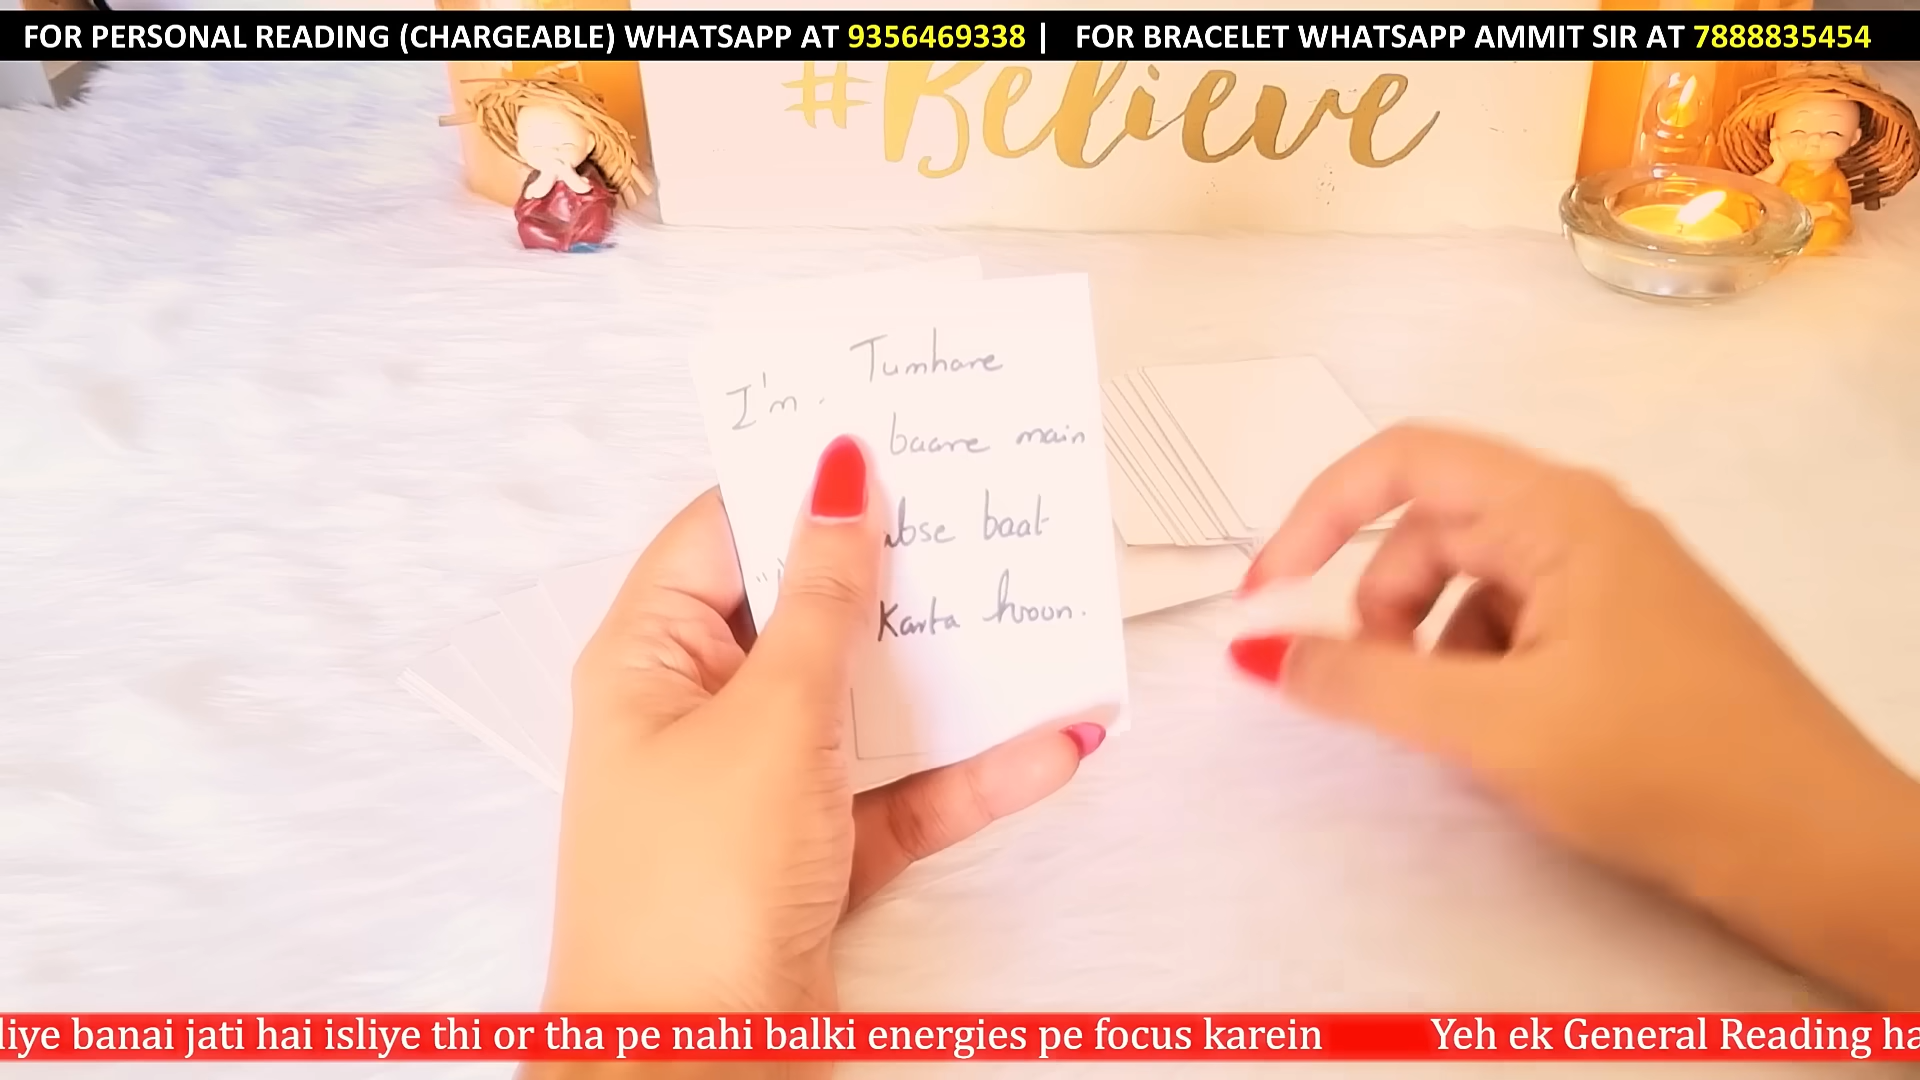 FOR PERSONAL READING (CHARGEABLE) WHATSAPP AT 9356469338 | FOR BRACELET WHATSAPP AMMIT SIR AT 7888835454
#Believe
I'm.
Tumhare
baare main
baat
Karta hoon.
liye banai jati hai isliye thi or tha pe nahi balki energies pe focus karein Yeh ek General Reading ha